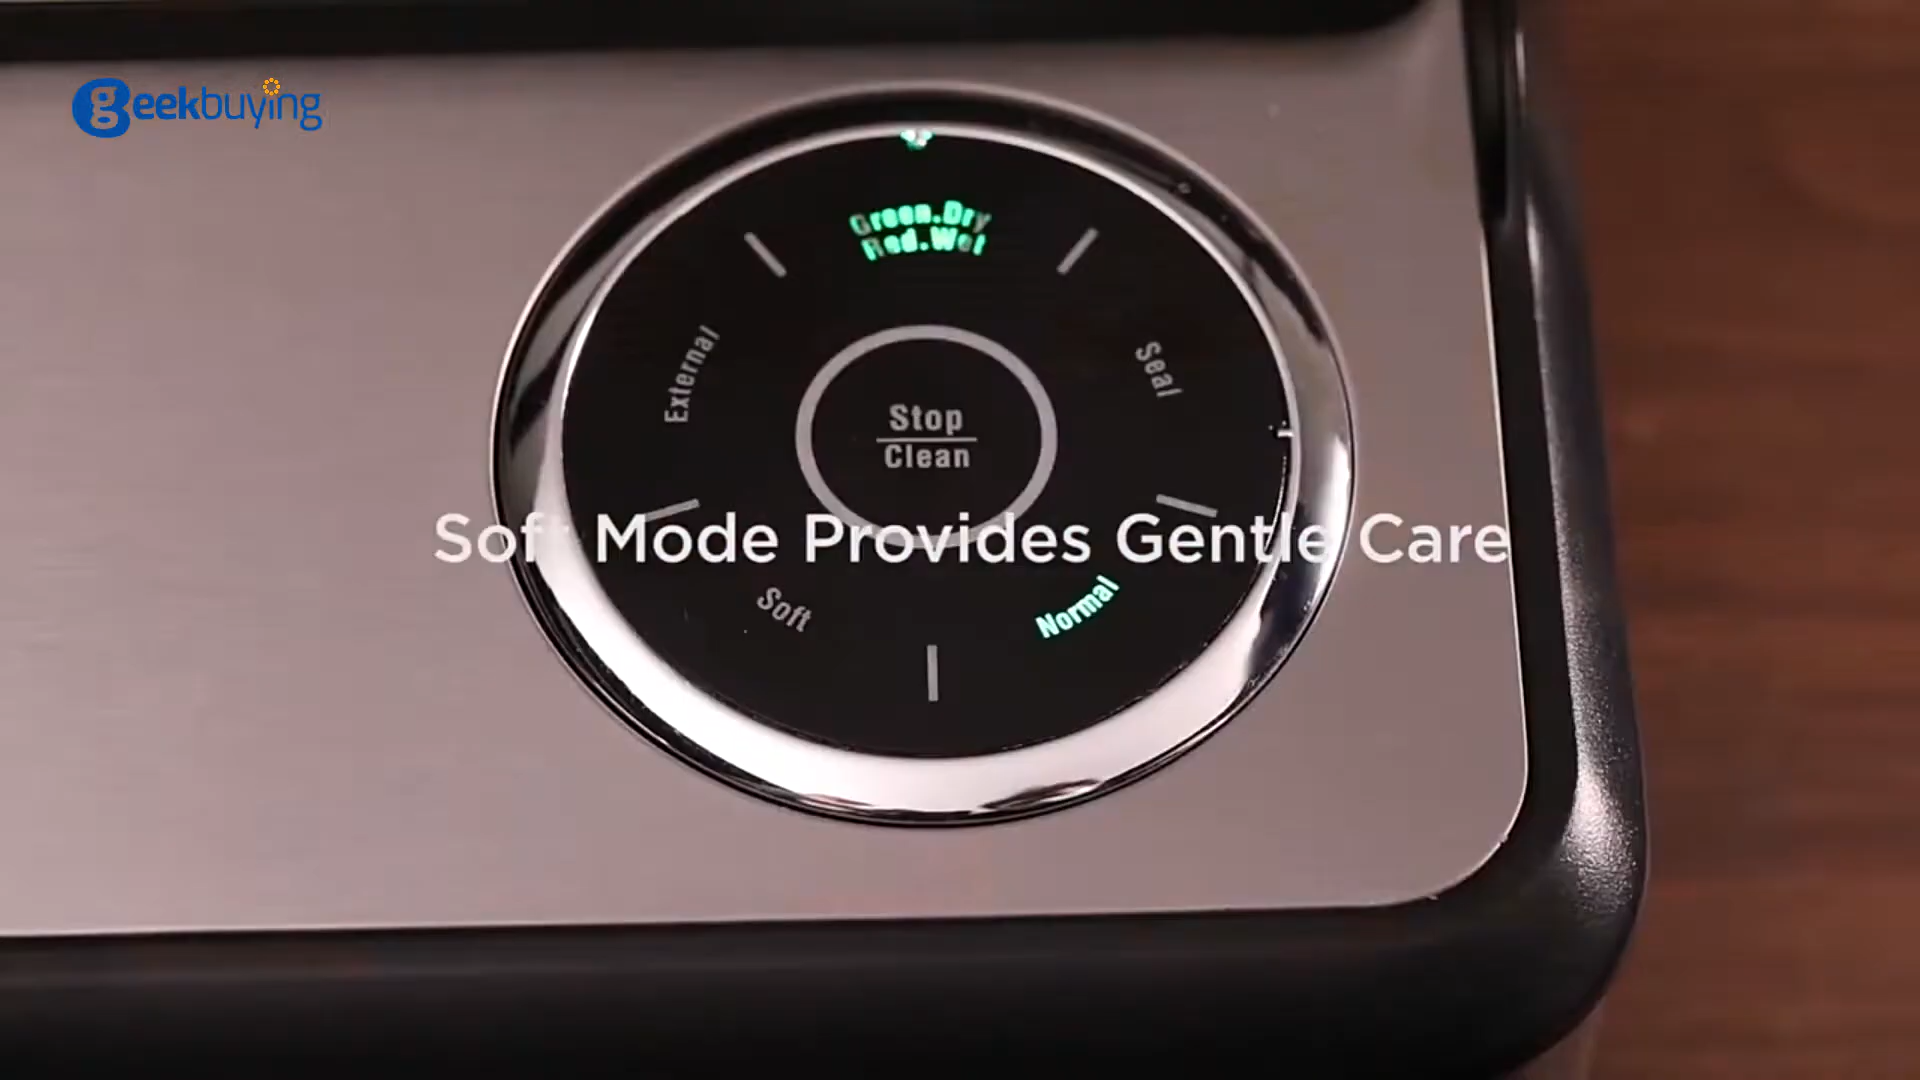 geekbuying
Green.Dry
Red.Wet
External
Seal
Stop
Clean
Soft Mode Provides Gentle Care
Soft
Normal